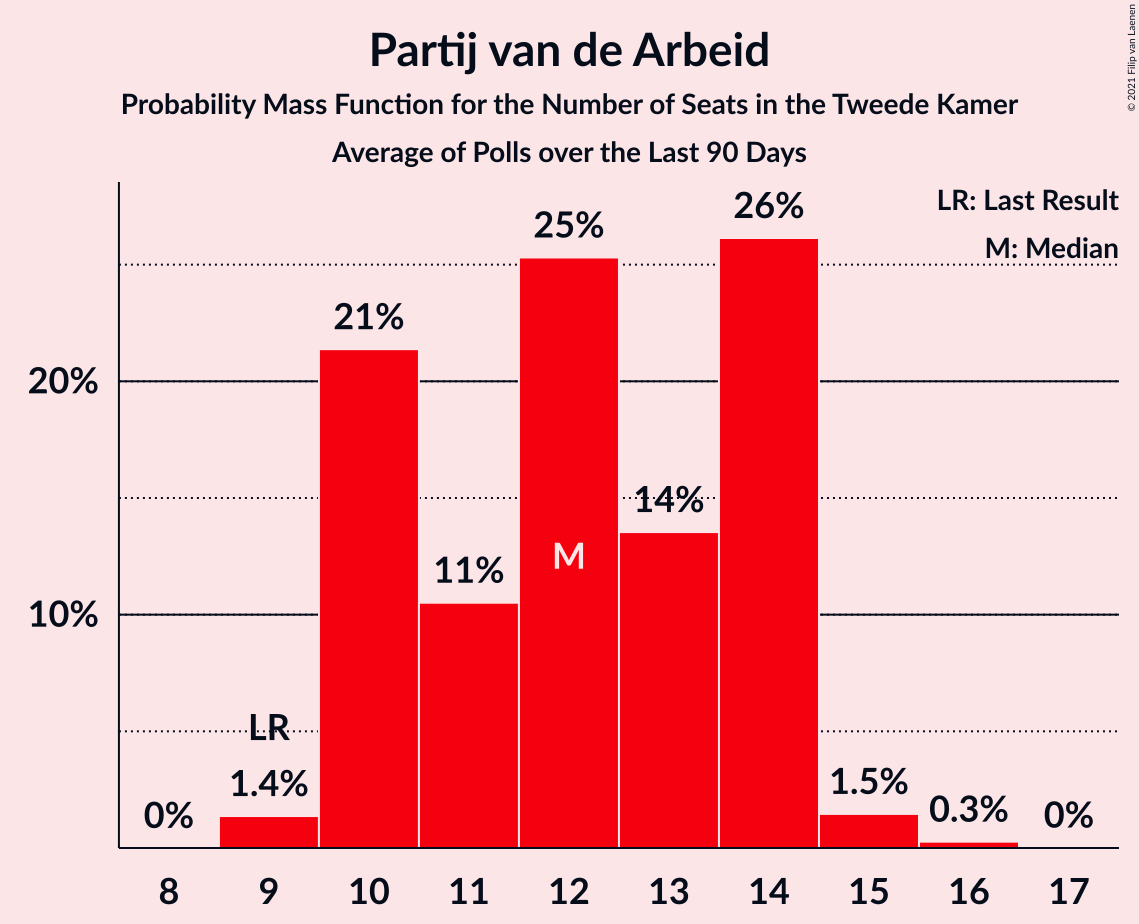 Partij van de Arbeid
Probability Mass Function for the Number of Seats in the Tweede Kamer
Average of Polls over the Last 90 Days
© 2021 Filip van Laenen
LR: Last Result
M: Median
26%
25%
21%
20%
14%
M
11%
10%
LR
1.4%
1.5%
0.3%
0%
0%
8 9 10 11 12 13 14 15 16 17